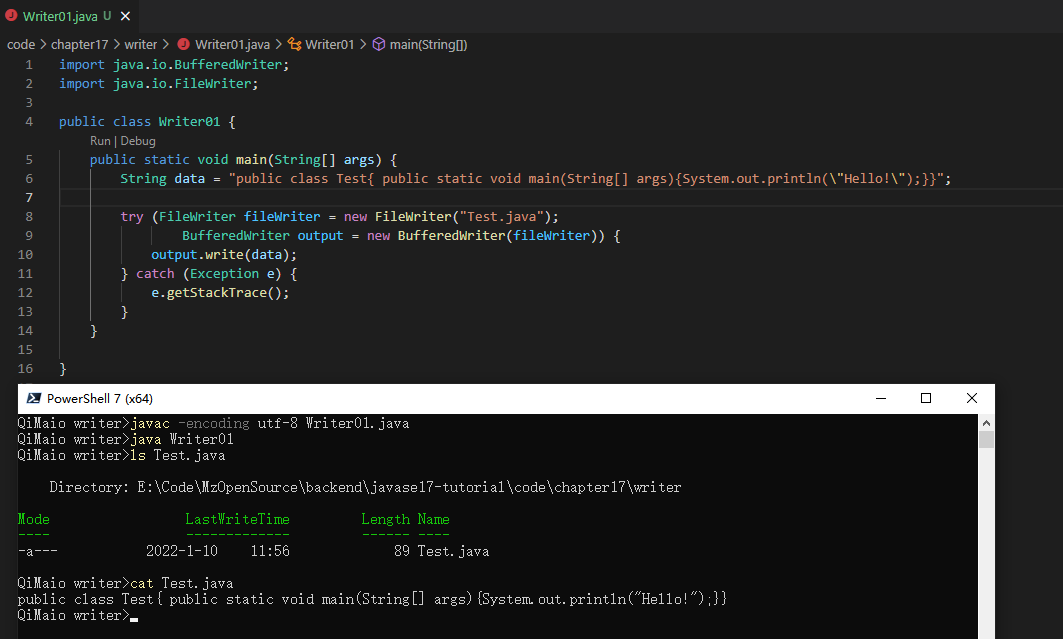 Writer01.java U
code > chapter17 > writer > Writer01.java > Writer01 > main(String[])
1 import java.io.BufferedWriter;
2 import java.io.FileWriter;
3
4 public class Writer01 {
Run | Debug
5 public static void main(String[] args) {
6 String data = "public class Test{ public static void main(String[] args){System.out.println(\"Hello!\");}}";
7
8 try (FileWriter fileWriter = new FileWriter("Test.java");
9 BufferedWriter output = new BufferedWriter(fileWriter)) {
10 output.write(data);
11 } catch (Exception e) {
12 e.getStackTrace();
13 }
14 }
15
16 }
PowerShell 7 (x64)
QiMaio writer>javac -encoding utf-8 Writer01.java
QiMaio writer>java Writer01
QiMaio writer>ls Test.java
Directory: E:\Code\MzOpenSource\backend\javase17-tutorial\code\chapter17\writer
Mode LastWriteTime Length Name
---- ------------- ------ ----
-a--- 2022-1-10 11:56 89 Test.java
QiMaio writer>cat Test.java
public class Test{ public static void main(String[] args){System.out.println("Hello!");}}
QiMaio writer>